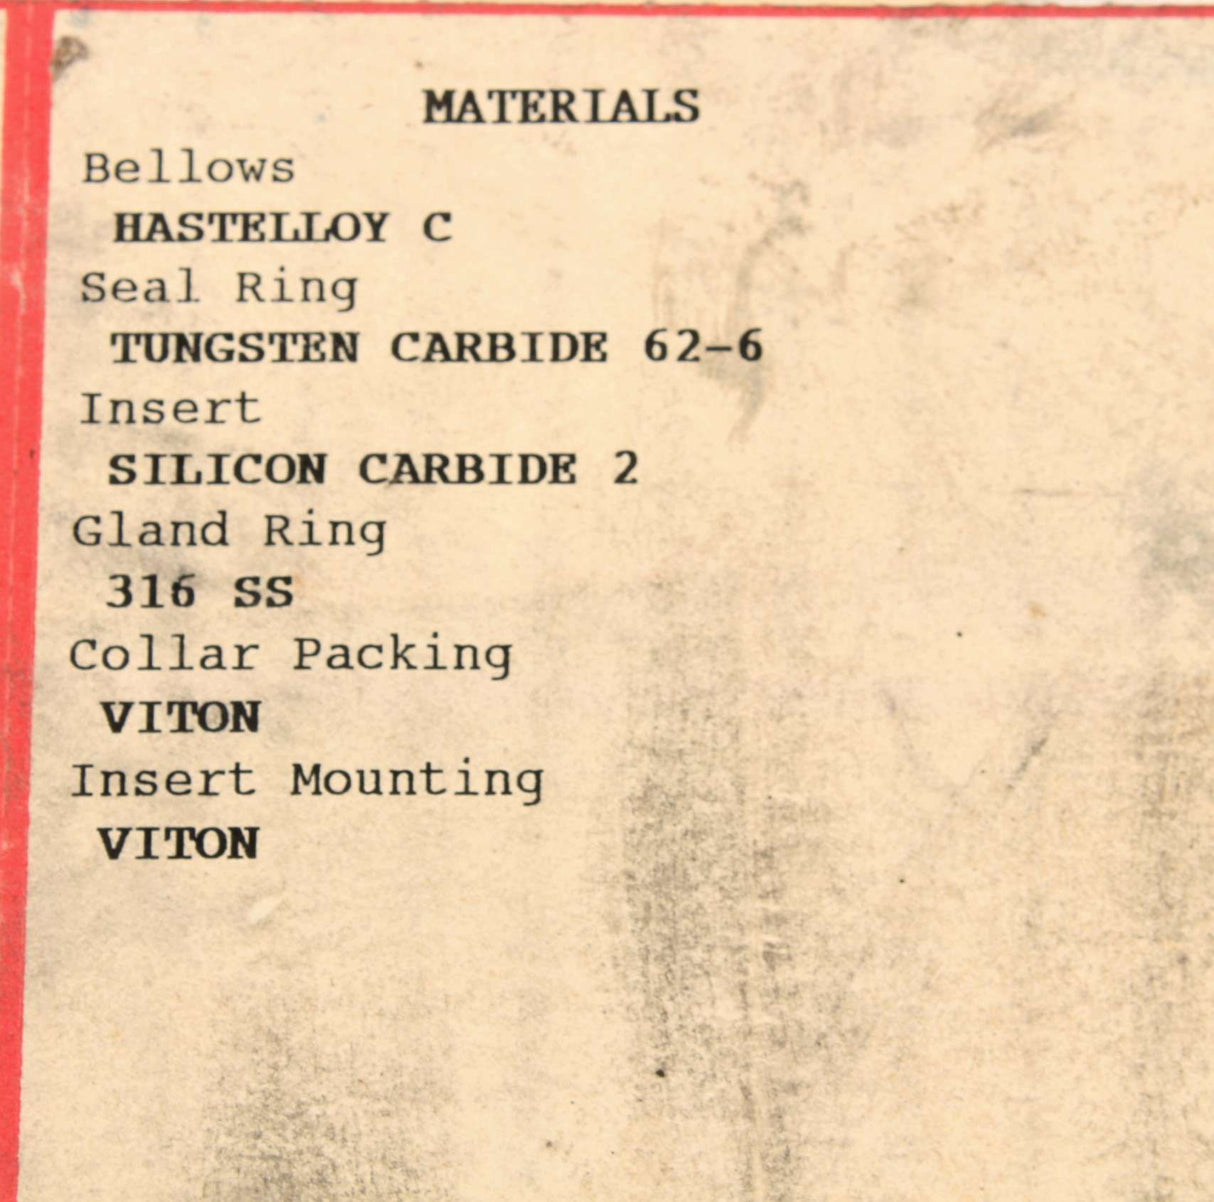 MATERIALS
Bellows
HASTELLOY C
Seal Ring
TUNGSTEN CARBIDE 62-6
Insert
SILICON CARBIDE 2
Gland Ring
316 SS
Collar Packing
VITON
Insert Mounting
VITON